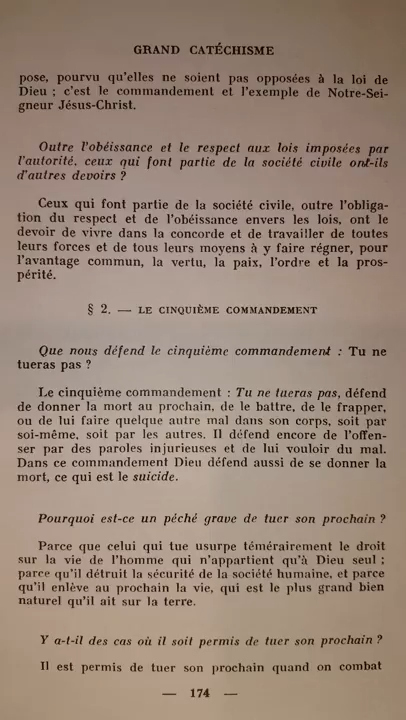 GRAND CATÉCHISME
pose, pourvu qu'elles ne soient pas opposées à la loi de
Dieu ; c'est le commandement et l'exemple de Notre-Sei-
gneur Jésus-Christ.
Outre l'obéissance et le respect aux lois imposées par
l'autorité, ceux qui font partie de la société civile ont-ils
d'autres devoirs ?
Ceux qui font partie de la société civile, outre l'obliga-
tion du respect et de l'obéissance envers les lois, ont le
devoir de vivre dans la concorde et de travailler de toutes
leurs forces et de tous leurs moyens à y faire régner, pour
l'avantage commun, la vertu, la paix, l'ordre et la pros-
périté.
§ 2. — LE CINQUIÈME COMMANDEMENT
Que nous défend le cinquième commandement : Tu ne
tueras pas ?
Le cinquième commandement : Tu ne tueras pas, défend
de donner la mort au prochain, de le battre, de le frapper,
ou de lui faire quelque autre mal dans son corps, soit par
soi-même, soit par les autres. Il défend encore de l'offen-
ser par des paroles injurieuses et de lui vouloir du mal.
Dans ce commandement Dieu défend aussi de se donner la
mort, ce qui est le suicide.
Pourquoi est-ce un péché grave de tuer son prochain ?
Parce que celui qui tue usurpe témérairement le droit
sur la vie de l'homme qui n'appartient qu'à Dieu seul ;
parce qu'il détruit la sécurité de la société humaine, et parce
qu'il enlève au prochain la vie, qui est le plus grand bien
naturel qu'il ait sur la terre.
Y a-t-il des cas où il soit permis de tuer son prochain ?
Il est permis de tuer son prochain quand on combat
— 174 —